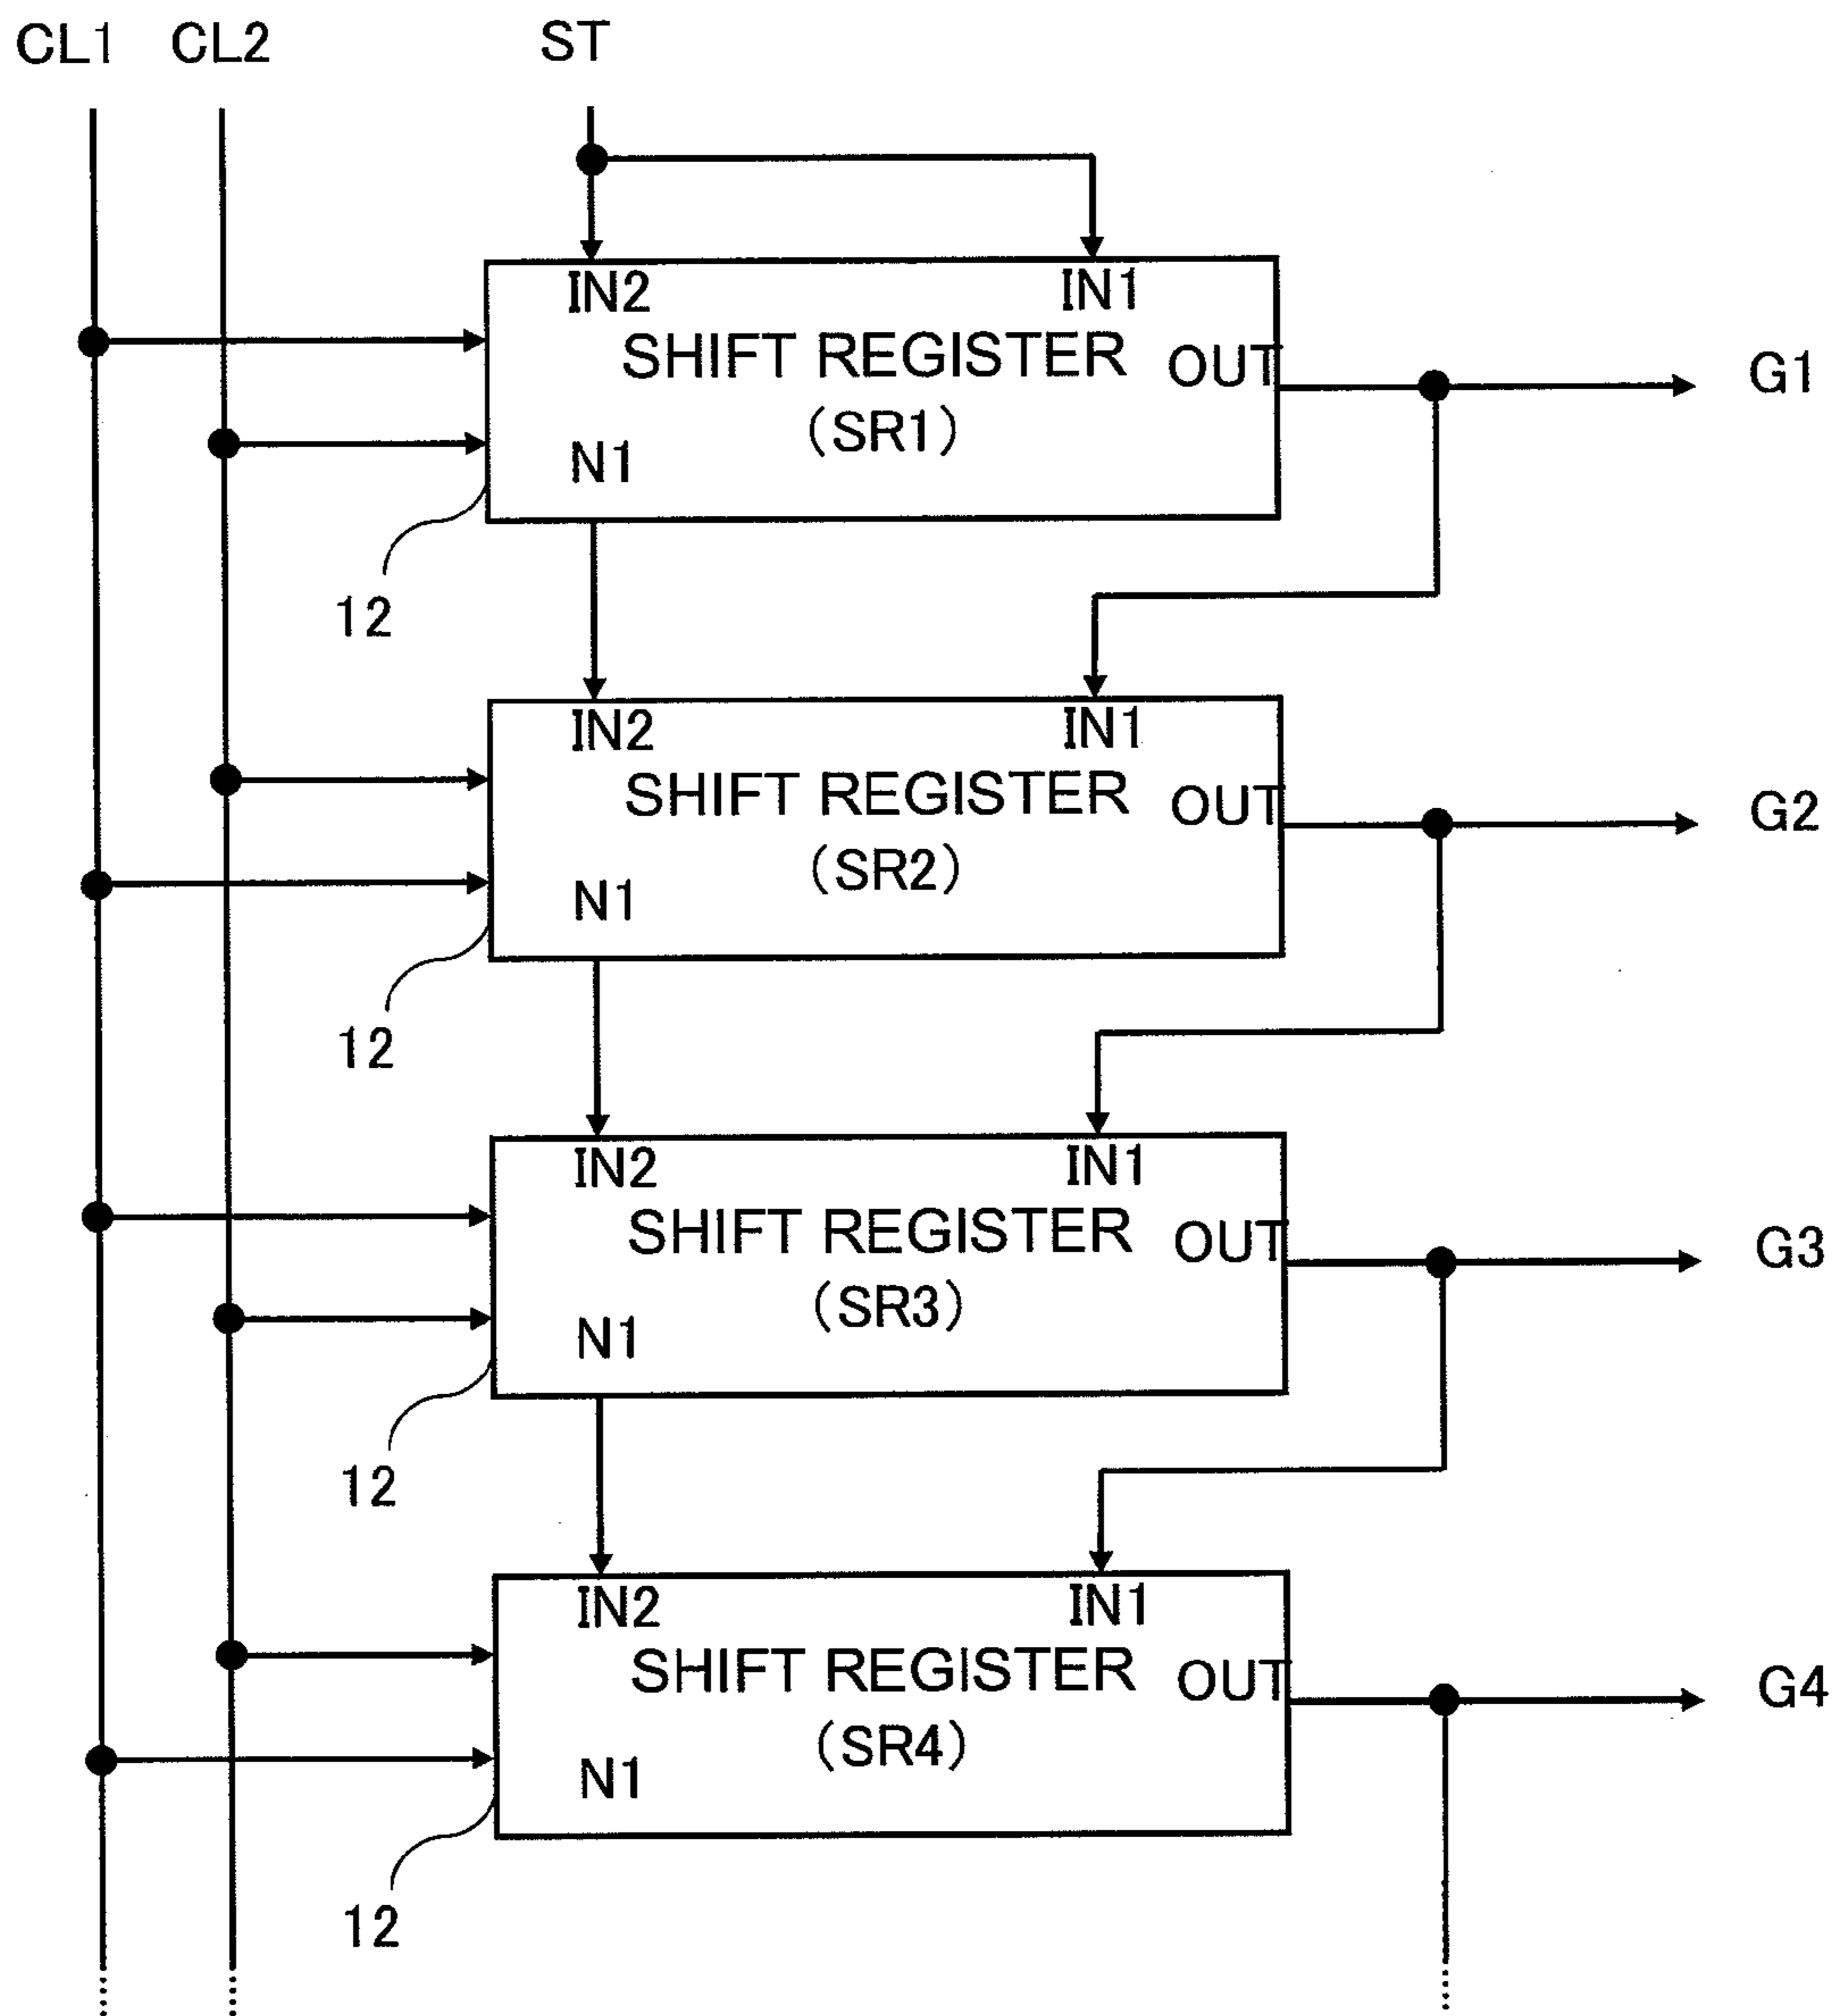 CL1 CL2 ST
IN2 IN1
SHIFT REGISTER OUT G1
(SR1)
N1
12
IN2 IN1
SHIFT REGISTER OUT G2
(SR2)
N1
12
IN2 IN1
SHIFT REGISTER OUT G3
(SR3)
N1
12
IN2 IN1
SHIFT REGISTER OUT G4
(SR4)
N1
12